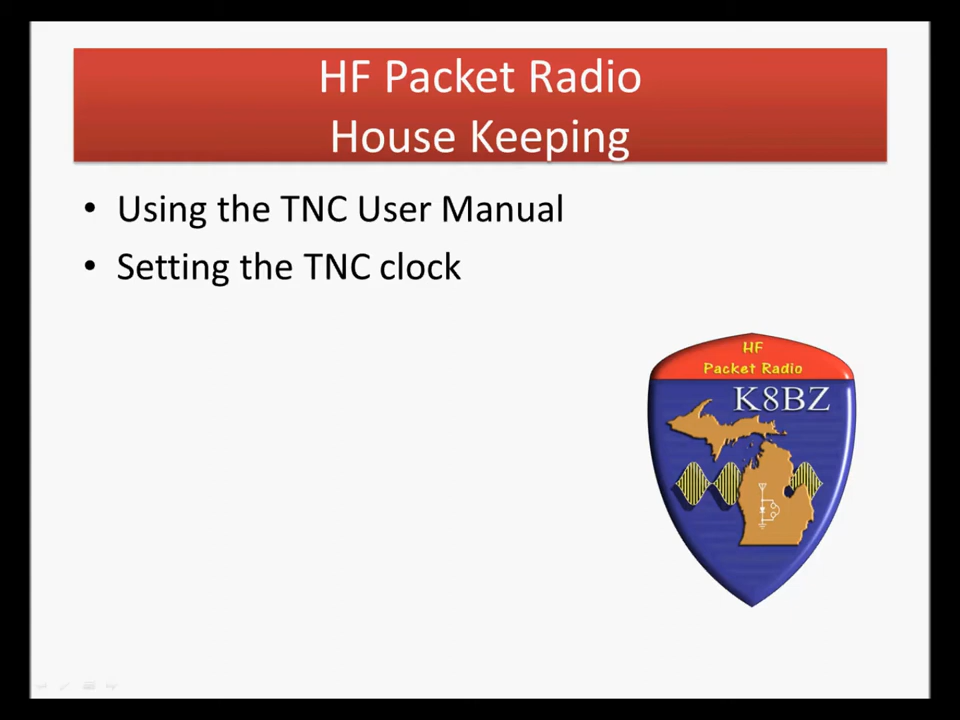 HF Packet Radio
House Keeping
• Using the TNC User Manual
• Setting the TNC clock
HF
Packet Radio
K8BZ